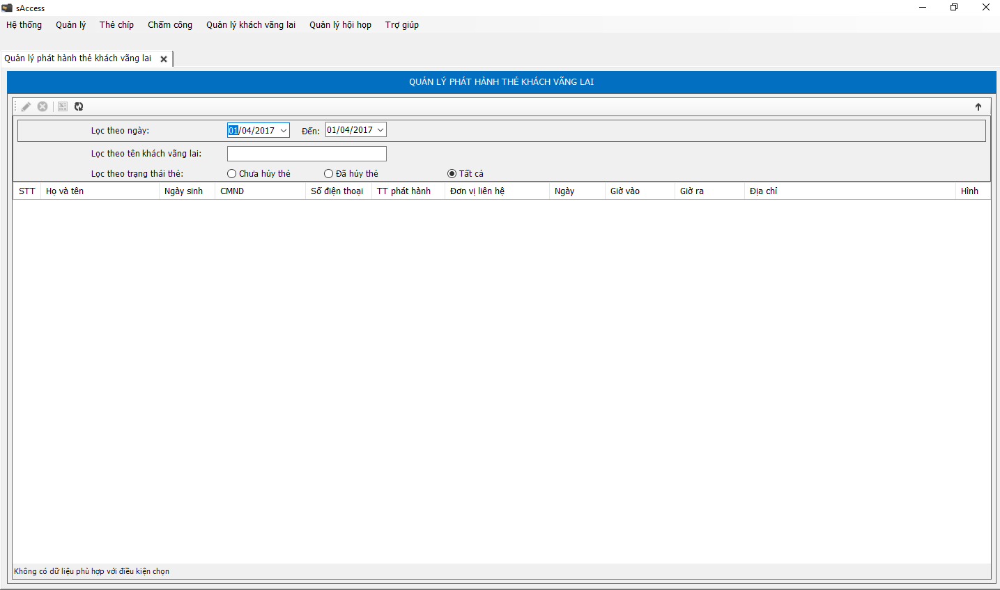 sAccess
Hệ thống Quản lý Thẻ chíp Chấm công Quản lý khách vãng lai Quản lý hội họp Trợ giúp
Quản lý phát hành thẻ khách vãng lai
QUẢN LÝ PHÁT HÀNH THẺ KHÁCH VÃNG LAI
Lọc theo ngày: 01/04/2017 Đến: 01/04/2017
Lọc theo tên khách vãng lai:
Lọc theo trạng thái thẻ: Chưa hủy thẻ Đã hủy thẻ Tất cả
STT Họ và tên Ngày sinh CMND Số điện thoại TT phát hành Đơn vị liên hệ Ngày Giờ vào Giờ ra Địa chỉ Hình
Không có dữ liệu phù hợp với điều kiện chọn